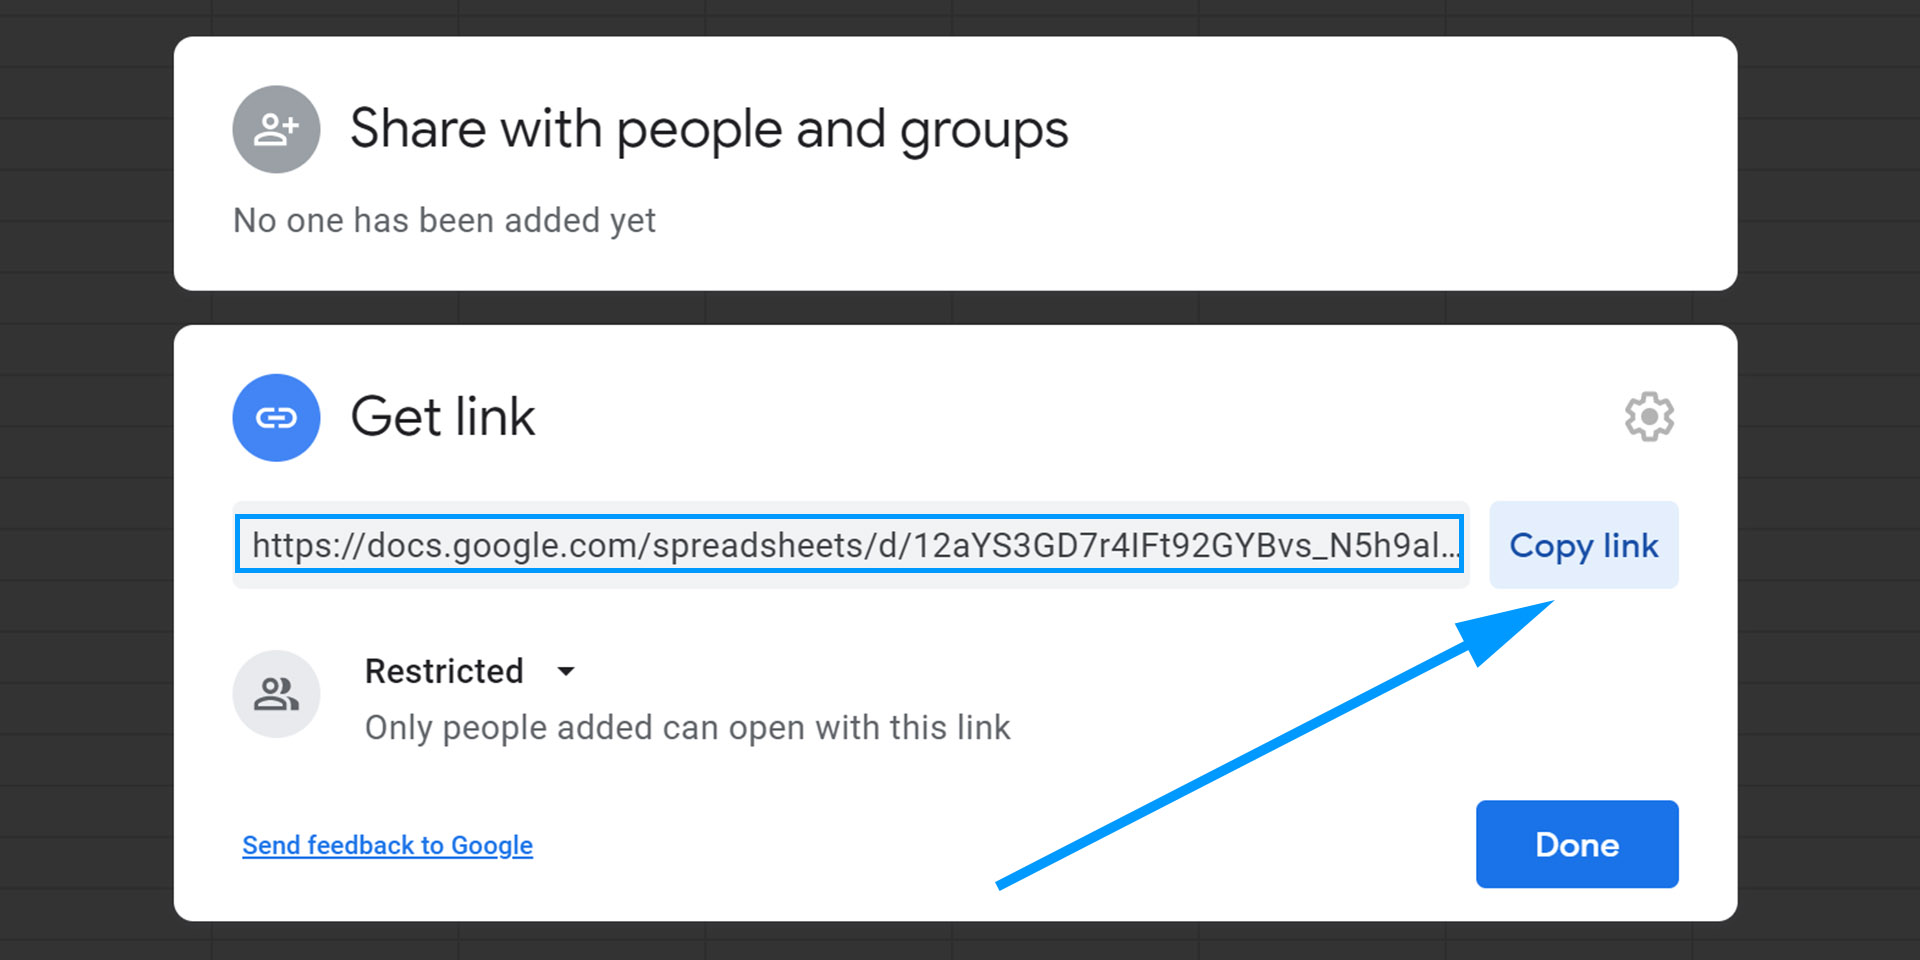 Share with people and groups
No one has been added yet
Get link
https://docs.google.com/spreadsheets/d/12aYS3GD7r4IFt92GYBvs_N5h9al...
Copy link
Restricted
Only people added can open with this link
Send feedback to Google
Done